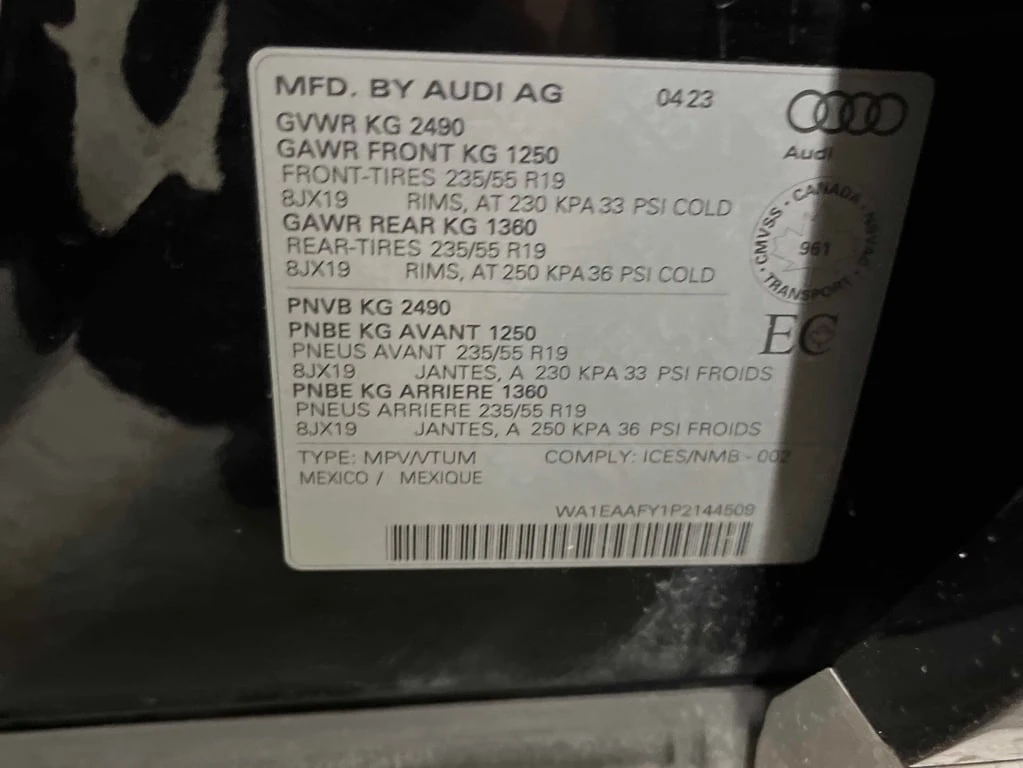 MFD. BY AUDI AG 0423
Audi
GVWR KG 2490
GAWR FRONT KG 1250
FRONT-TIRES 235/55 R19
8JX19 RIMS, AT 230 KPA 33 PSI COLD
GAWR REAR KG 1360
REAR-TIRES 235/55 R19
8JX19 RIMS, AT 250 KPA 36 PSI COLD
CMVSS · CANADA · NSVAC · TRANSPORT ·
961
EC
PNVB KG 2490
PNBE KG AVANT 1250
PNEUS AVANT 235/55 R19
8JX19 JANTES, A 230 KPA 33 PSI FROIDS
PNBE KG ARRIERE 1360
PNEUS ARRIERE 235/55 R19
8JX19 JANTES, A 250 KPA 36 PSI FROIDS
TYPE: MPV/VTUM COMPLY: ICES/NMB - 002
MEXICO / MEXIQUE
WA1EAAFY1P2144509